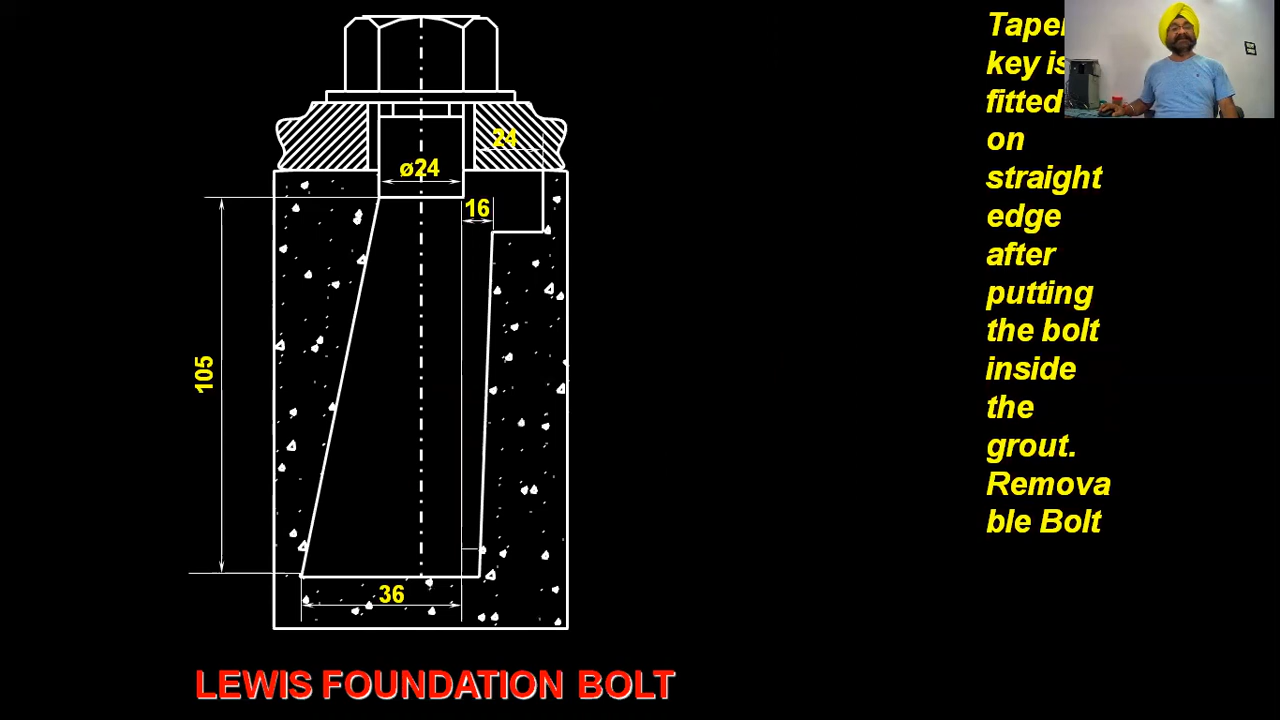 Taper
key is
fitted
on
straight
edge
after
putting
the bolt
inside
the
grout.
Remova
ble Bolt
24
ø24
16
105
36
LEWIS FOUNDATION BOLT